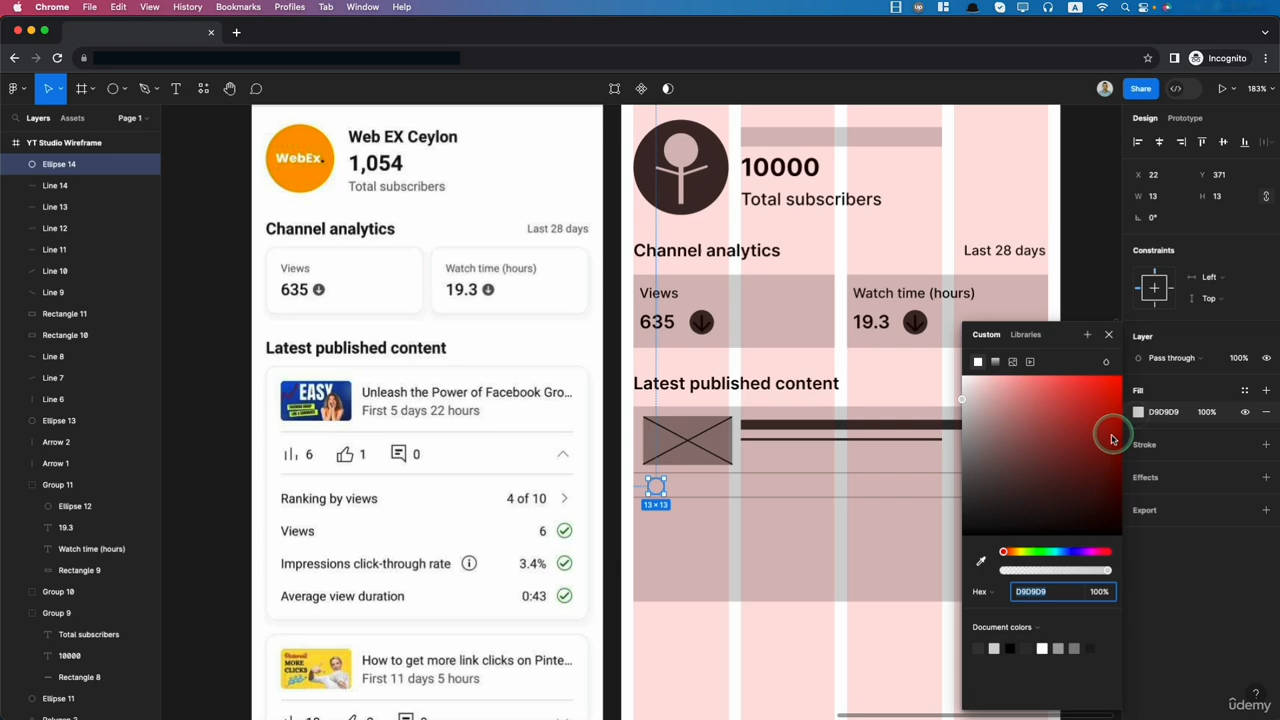 Chrome File Edit View History Bookmarks Profiles Tab Window Help
Incognito
Share 183%
Layers Assets Page 1
Design Prototype
YT Studio Wireframe
Ellipse 14
Line 14
Line 13
Line 12
Line 11
Line 10
Line 9
Rectangle 11
Rectangle 10
Line 8
Line 7
Line 6
Ellipse 13
Arrow 2
Arrow 1
Group 11
Ellipse 12
19.3
Watch time (hours)
Rectangle 9
Group 10
Group 9
Total subscribers
10000
Rectangle 8
Ellipse 11
WebEx
Web EX Ceylon
1,054
Total subscribers
Channel analytics Last 28 days
Views
635
Watch time (hours)
19.3
Latest published content
EASY
Unleash the Power of Facebook Gro...
First 5 days 22 hours
6 1 0
Ranking by views 4 of 10
Views 6
Impressions click-through rate 3.4%
Average view duration 0:43
MORE
CLICKS
How to get more link clicks on Pinte...
First 11 days 5 hours
10000
Total subscribers
Channel analytics Last 28 days
Views
635
Watch time (hours)
19.3
Latest published content
13 × 13
X 22 Y 371
W 13 H 13
0°
Constraints
Left
Top
Layer
Pass through 100%
Fill
D9D9D9 100%
Stroke
Effects
Export
Custom Libraries
Hex D9D9D9 100%
Document colors
?
ûdemy